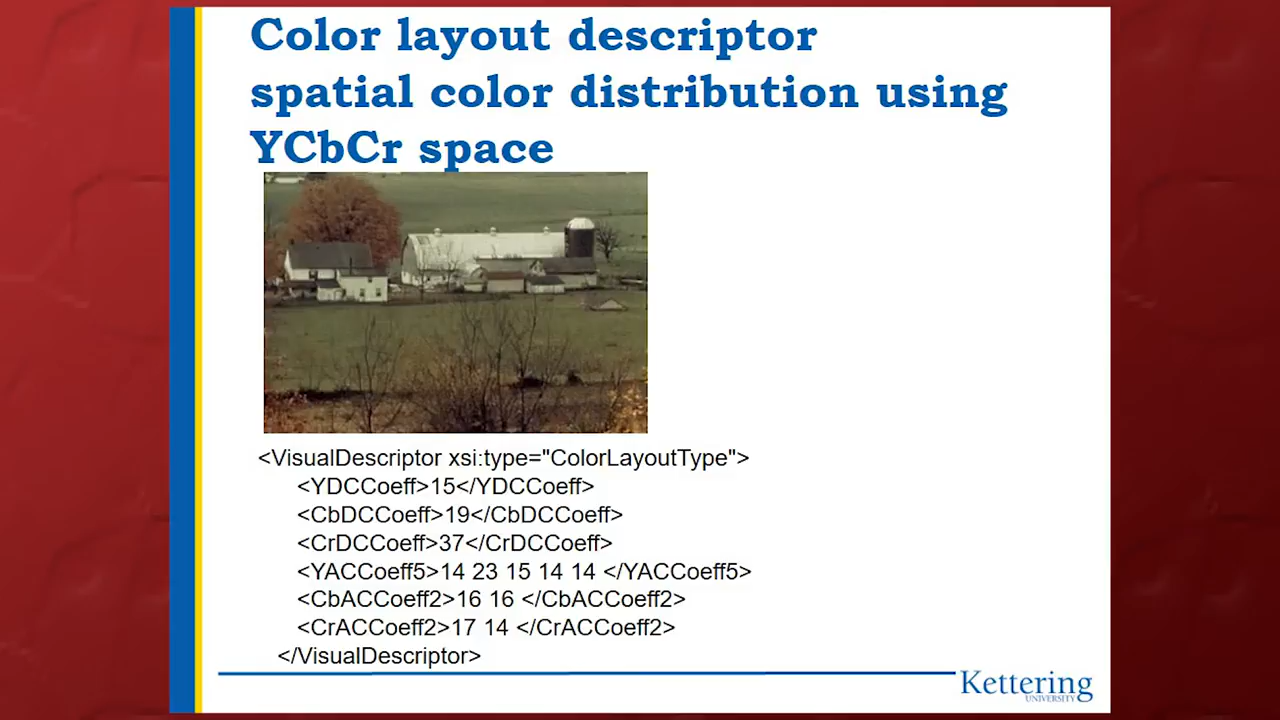 Color layout descriptor
spatial color distribution using
YCbCr space
<VisualDescriptor xsi:type="ColorLayoutType">
<YDCCoeff>15</YDCCoeff>
<CbDCCoeff>19</CbDCCoeff>
<CrDCCoeff>37</CrDCCoeff>
<YACCoeff5>14 23 15 14 14 </YACCoeff5>
<CbACCoeff2>16 16 </CbACCoeff2>
<CrACCoeff2>17 14 </CrACCoeff2>
</VisualDescriptor>
Kettering
UNIVERSITY